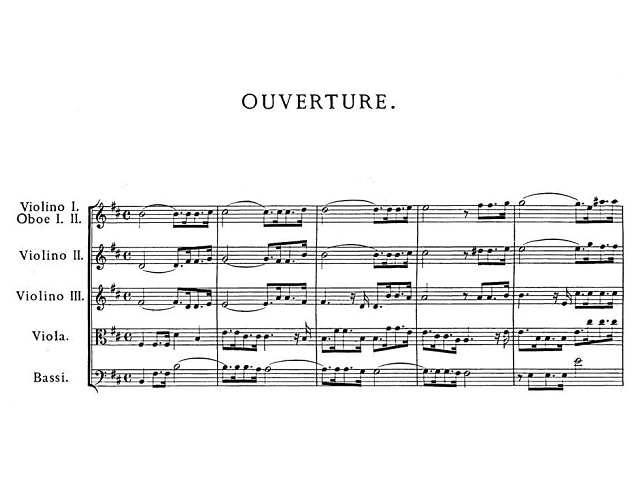 OUVERTURE.
Violino I.
Oboe I. II.
Violino II.
Violino III.
Viola.
Bassi.